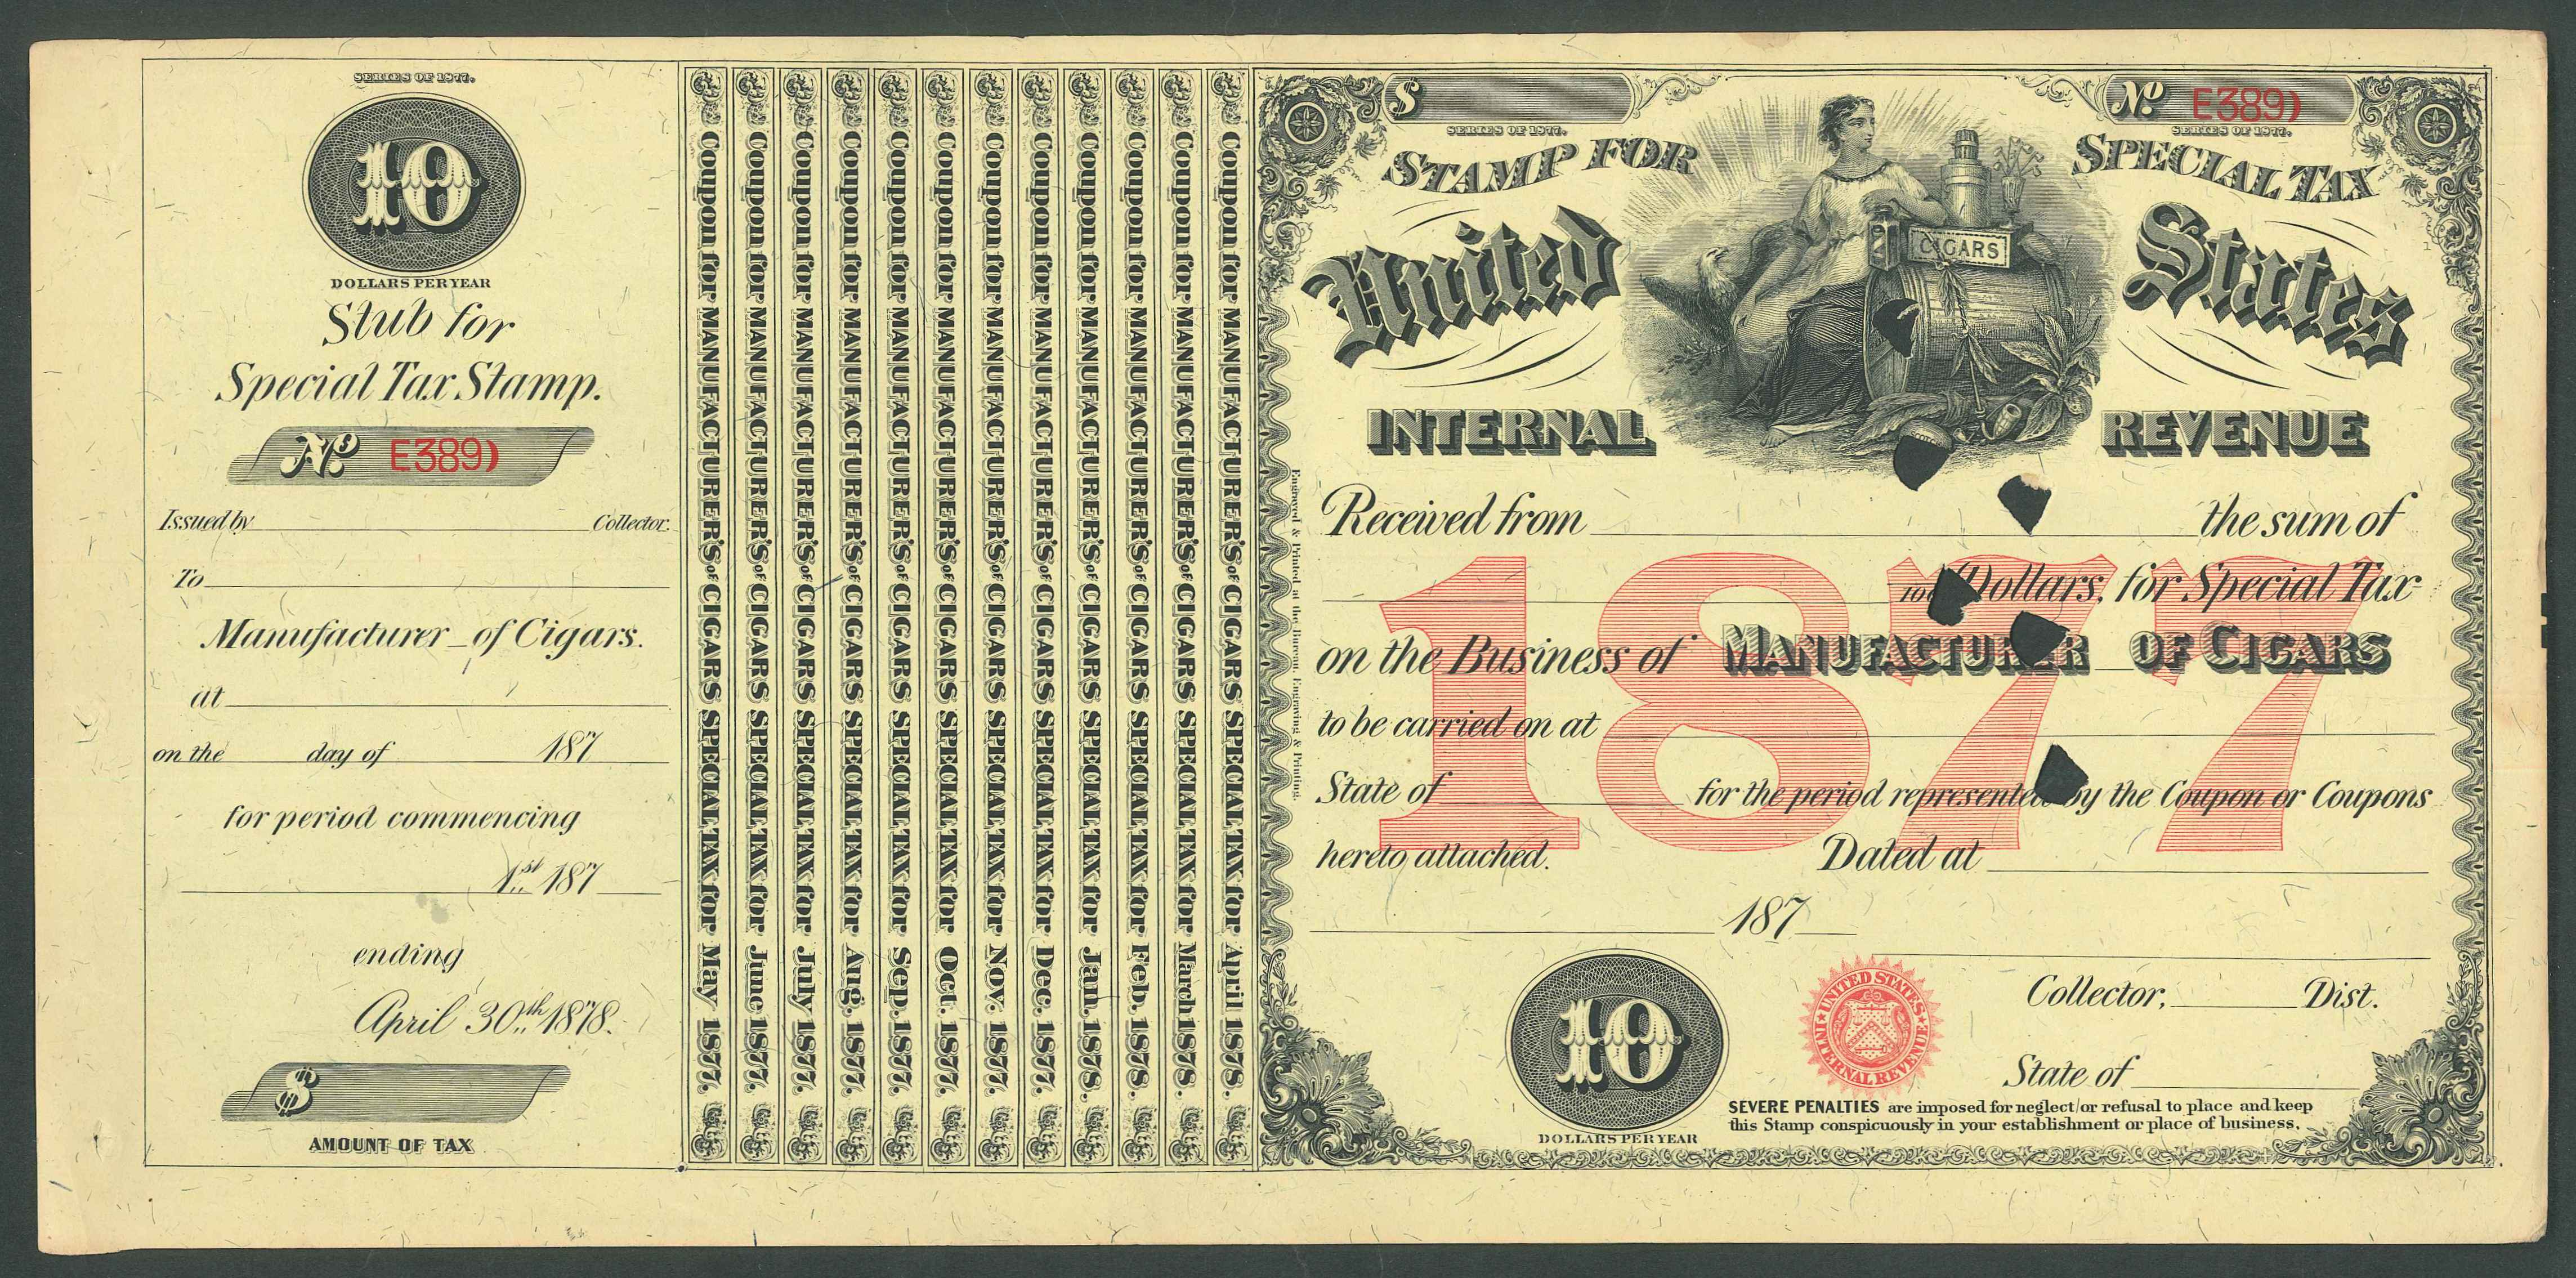 SERIES OF 1877.
10
DOLLARS PER YEAR
Stub for
Special Tax Stamp.
No. E389)
Issued by Collector.
To
Manufacturer of Cigars.
at
on the day of 187
for period commencing
1st 187
ending
April 30th 1878.
$
AMOUNT OF TAX
Coupon for MANUFACTURER'S of CIGARS SPECIAL TAX for May 1877.
Coupon for MANUFACTURER'S of CIGARS SPECIAL TAX for June 1877.
Coupon for MANUFACTURER'S of CIGARS SPECIAL TAX for July 1877.
Coupon for MANUFACTURER'S of CIGARS SPECIAL TAX for Aug. 1877.
Coupon for MANUFACTURER'S of CIGARS SPECIAL TAX for Sep. 1877.
Coupon for MANUFACTURER'S of CIGARS SPECIAL TAX for Oct. 1877.
Coupon for MANUFACTURER'S of CIGARS SPECIAL TAX for Nov. 1877.
Coupon for MANUFACTURER'S of CIGARS SPECIAL TAX for Dec. 1877.
Coupon for MANUFACTURER'S of CIGARS SPECIAL TAX for Jan. 1878.
Coupon for MANUFACTURER'S of CIGARS SPECIAL TAX for Feb. 1878.
Coupon for MANUFACTURER'S of CIGARS SPECIAL TAX for March 1878.
Coupon for MANUFACTURER'S of CIGARS SPECIAL TAX for April 1878.
Engraved & Printed at the Bureau, Engraving & Printing.
$ No. E389)
SERIES OF 1877. SERIES OF 1877.
STAMP FOR SPECIAL TAX
United States
CIGARS
INTERNAL REVENUE
Received from the sum of
100 Dollars, for Special Tax
1877
on the Business of MANUFACTURER OF CIGARS
to be carried on at
State of for the period represented by the Coupon or Coupons
hereto attached. Dated at
187
Collector, Dist.
State of
10
DOLLARS PER YEAR
UNITED STATES INTERNAL REVENUE
SEVERE PENALTIES are imposed for neglect or refusal to place and keep
this Stamp conspicuously in your establishment or place of business.